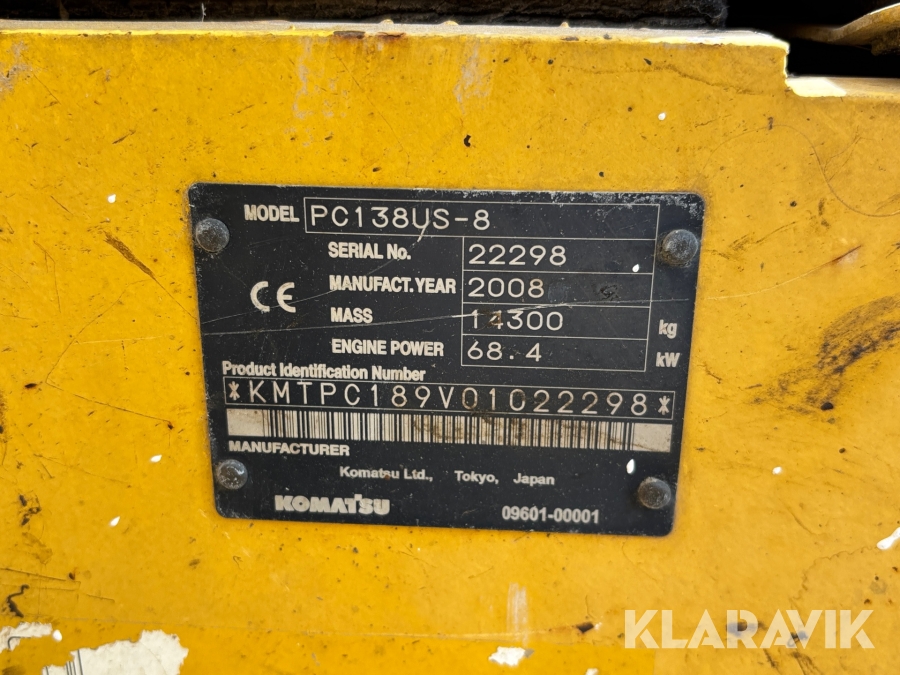 MODEL PC138US-8
SERIAL No. 22298
MANUFACT.YEAR 2008
MASS 14300 kg
CE
ENGINE POWER 68.4 kW
Product Identification Number
*KMTPC189V01022298*
MANUFACTURER
Komatsu Ltd., Tokyo, Japan
KOMATSU 09601-00001
KLARAVIK